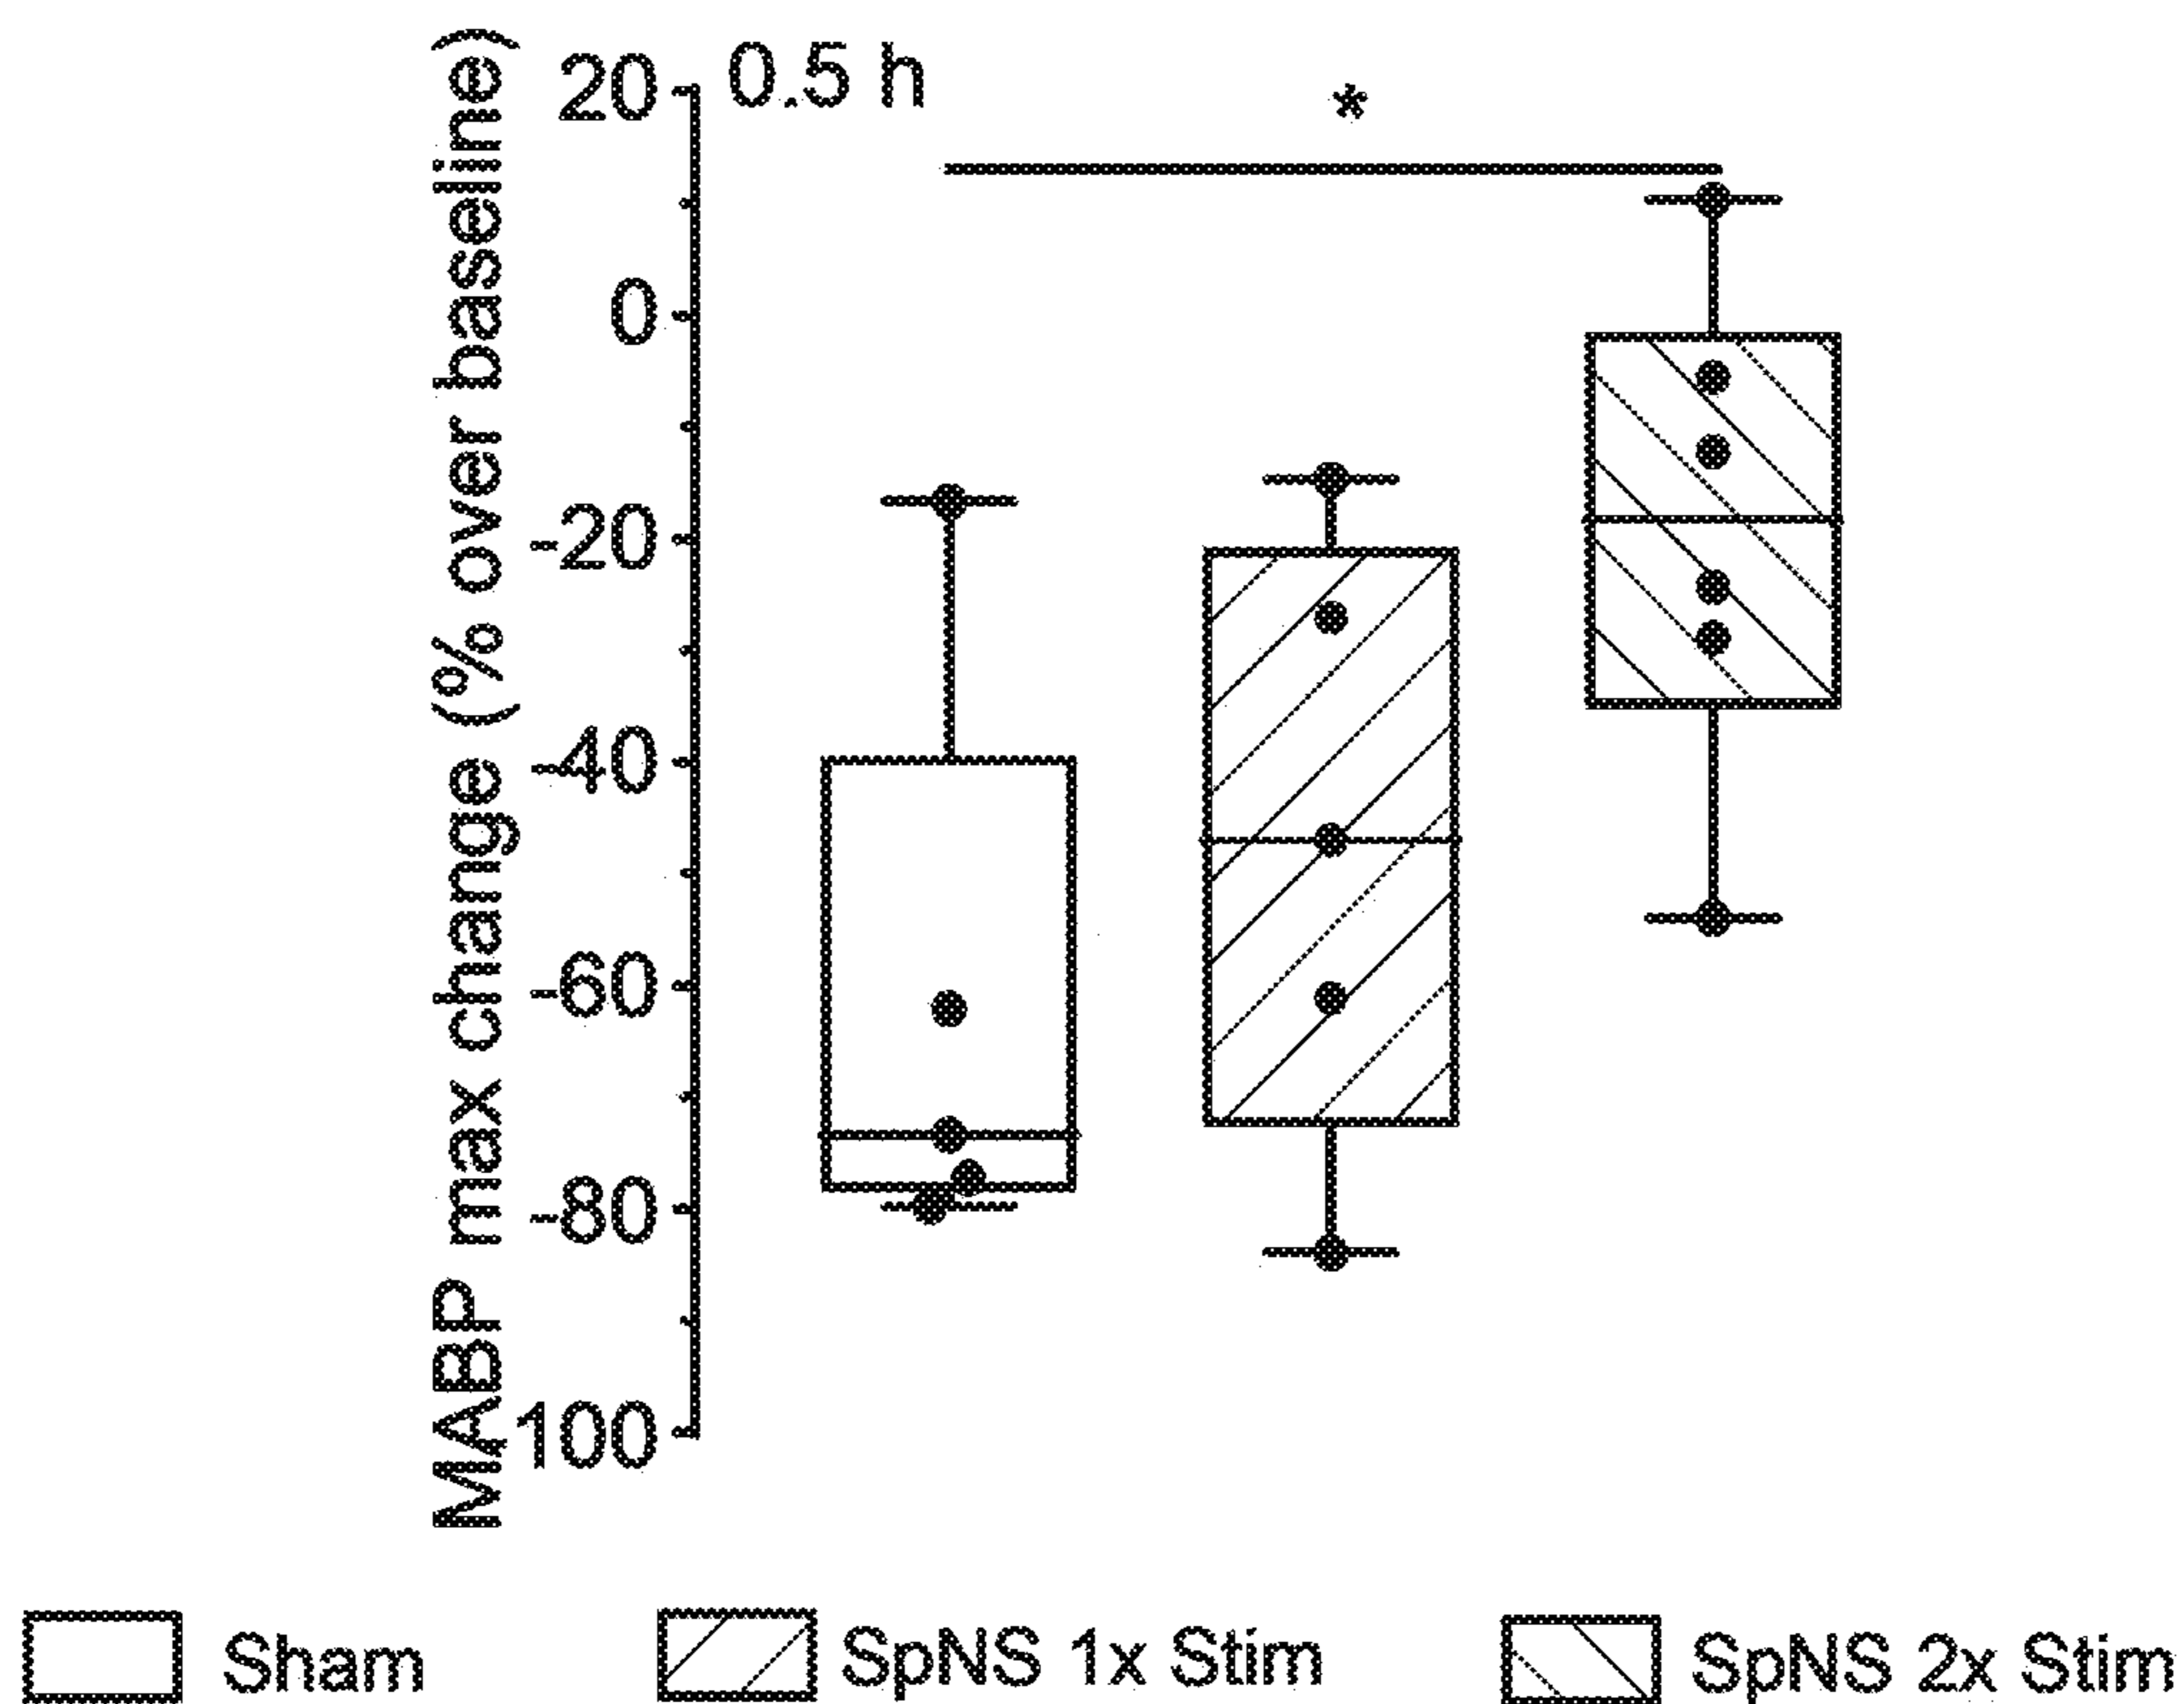 MABP max change (% over baseline)
20
0
-20
-40
-60
-80
100
0.5 h
*
Sham
SpNS 1x Stim
SpNS 2x Stim